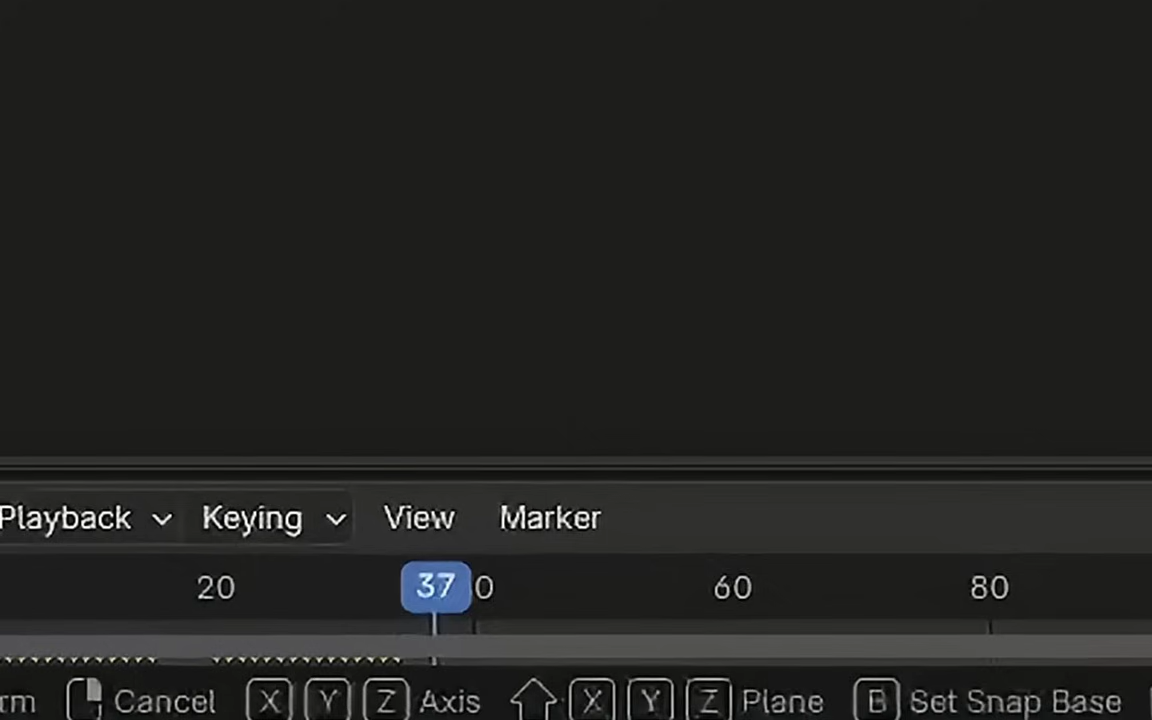 Playback Keying View Marker
20 37 0 60 80
rm Cancel X Y Z Axis X Y Z Plane B Set Snap Base